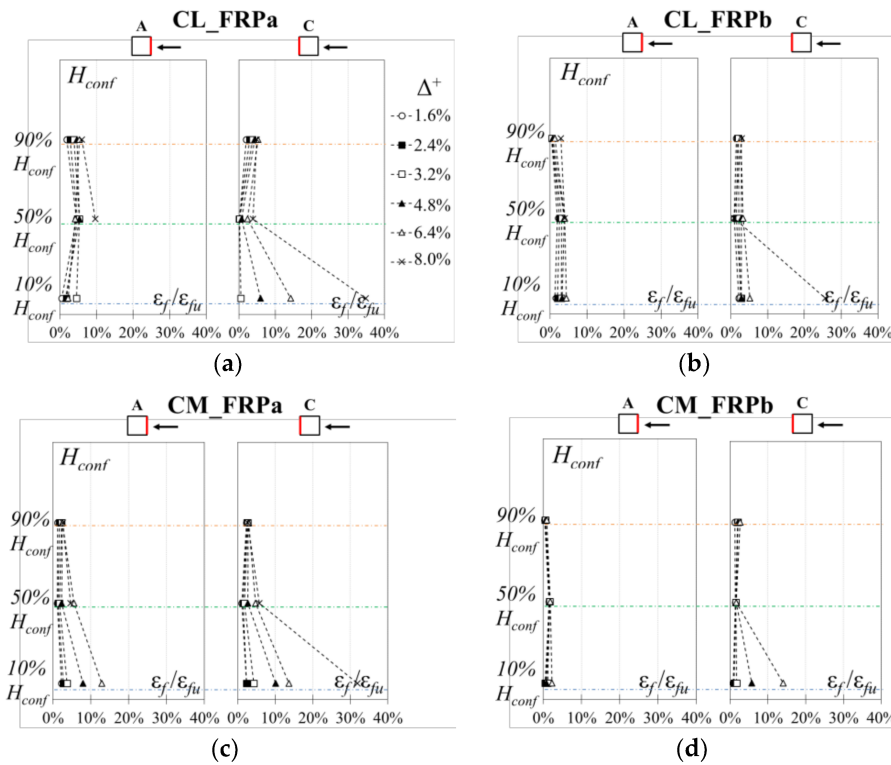 CL_FRPa
A
C
H_conf
Δ⁺
1.6%
2.4%
3.2%
4.8%
6.4%
8.0%
90%
H_conf
50%
H_conf
10%
H_conf
ε_f/ε_fu
ε_f/ε_fu
0% 10% 20% 30% 40%
0% 10% 20% 30% 40%
(a)
CL_FRPb
A
C
H_conf
90%
H_conf
50%
H_conf
10%
H_conf
ε_f/ε_fu
ε_f/ε_fu
0% 10% 20% 30% 40%
0% 10% 20% 30% 40%
(b)
CM_FRPa
A
C
H_conf
90%
H_conf
50%
H_conf
10%
H_conf
ε_f/ε_fu
ε_f/ε_fu
0% 10% 20% 30% 40%
0% 10% 20% 30% 40%
(c)
CM_FRPb
A
C
H_conf
90%
H_conf
50%
H_conf
10%
H_conf
ε_f/ε_fu
ε_f/ε_fu
0% 10% 20% 30% 40%
0% 10% 20% 30% 40%
(d)